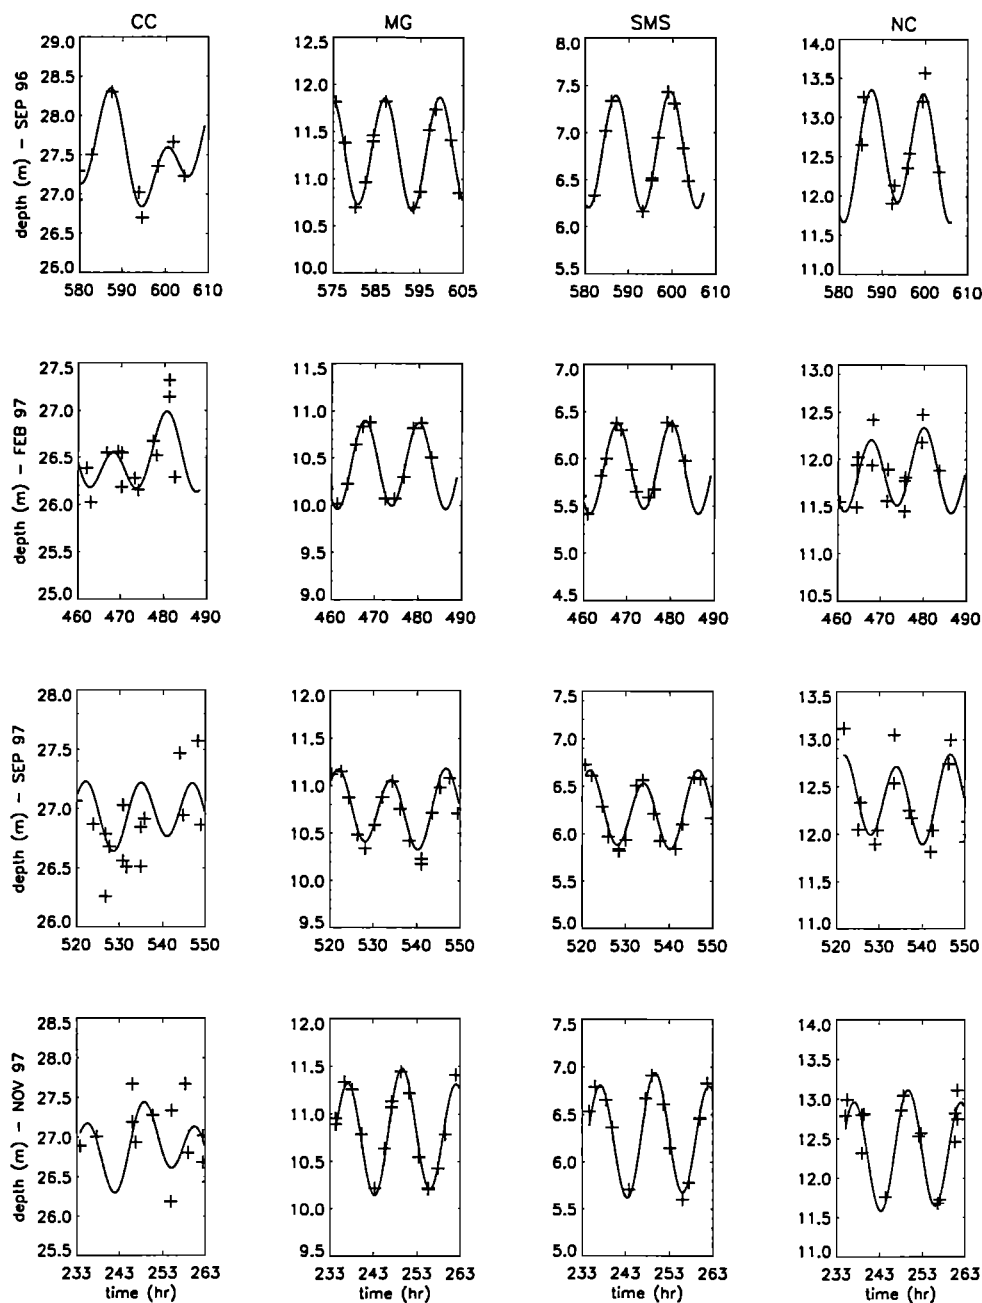 CC MG SMS NC
depth (m) – SEP 96
29.0 12.5 8.0 14.0
28.5 12.0 7.5 13.5
28.0 11.5 7.0 13.0
27.5 11.0 6.5 12.5
27.0 10.5 6.0 12.0
26.5 10.0 5.5 11.5
26.0 11.0
580 590 600 610 575 585 595 605 580 590 600 610 580 590 600 610
depth (m) – FEB 97
27.5 11.5 7.0 13.0
27.0 11.0 6.5 12.5
26.5 10.5 6.0 12.0
26.0 10.0 5.5 11.5
25.5 9.5 5.0 11.0
25.0 9.0 4.5 10.5
460 470 480 490 460 470 480 490 460 470 480 490 460 470 480 490
depth (m) – SEP 97
28.0 12.0 7.5 13.5
27.5 11.5 7.0 13.0
27.0 11.0 6.5 12.5
26.5 10.5 6.0 12.0
26.0 10.0 5.5 11.5
9.5 5.0 11.0
520 530 540 550 520 530 540 550 520 530 540 550 520 530 540 550
depth (m) – NOV 97
28.5 12.0 7.5 14.0
28.0 11.5 7.0 13.5
27.5 11.0 6.5 13.0
27.0 10.5 6.0 12.5
26.5 10.0 5.5 12.0
26.0 9.5 5.0 11.5
25.5 11.0
233 243 253 263 233 243 253 263 233 243 253 263 233 243 253 263
time (hr) time (hr) time (hr) time (hr)